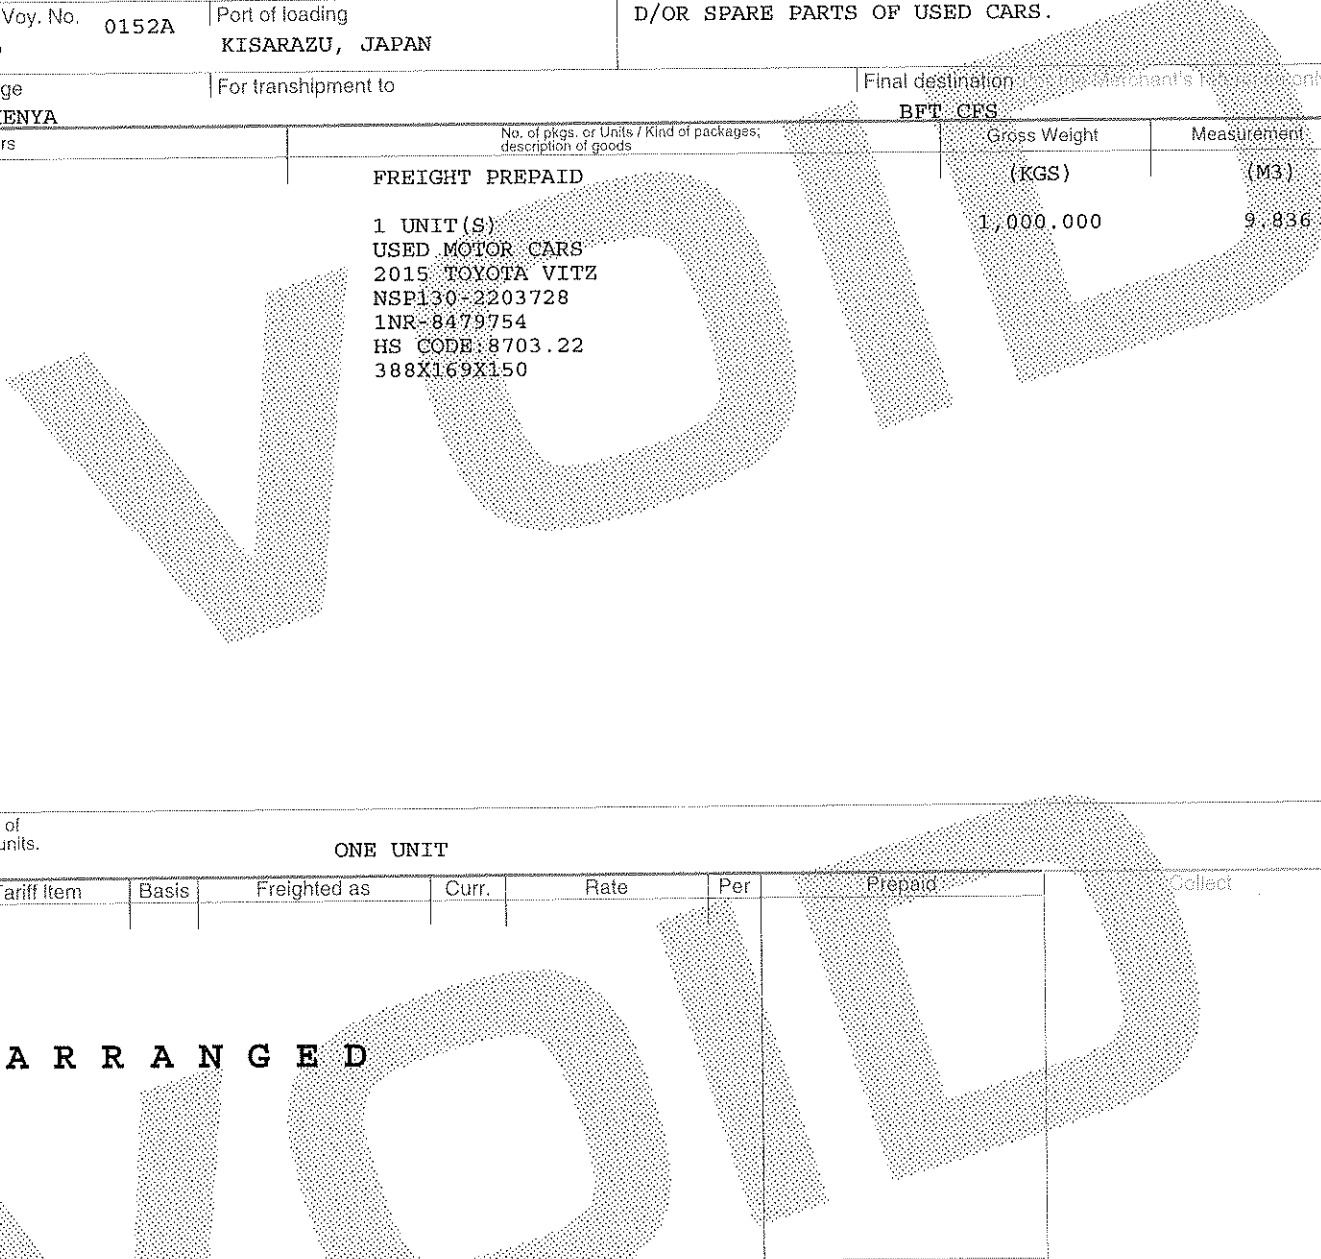 Voy. No. 0152A
Port of loading
KISARAZU, JAPAN
D/OR SPARE PARTS OF USED CARS.
ge
ENYA
For transhipment to
Final destination
BFT CFS
rs
No. of pkgs. or Units / Kind of packages;
description of goods
Gross Weight
Measurement
FREIGHT PREPAID
(KGS)
(M3)
1 UNIT(S)
1,000.000
9.836
USED MOTOR CARS
2015 TOYOTA VITZ
NSP130-2203728
1NR-8479754
HS CODE:8703.22
388X169X150
VOID
of
units.
ONE UNIT
Tariff Item
Basis
Freighted as
Curr.
Rate
Per
Prepaid
Collect
ARRANGED
VOID